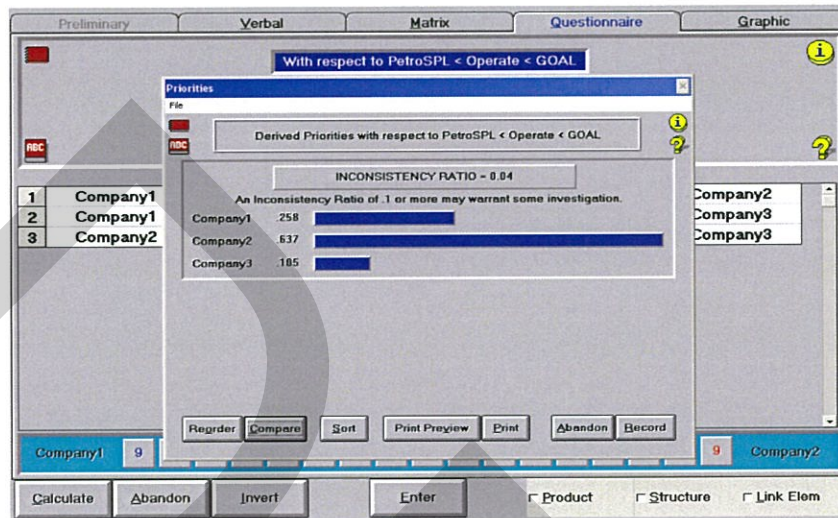 Preliminary Verbal Matrix Questionnaire Graphic
With respect to PetroSPL < Operate < GOAL
Priorities
File
Derived Priorities with respect to PetroSPL < Operate < GOAL
ABC
ABC
INCONSISTENCY RATIO = 0.04
An Inconsistency Ratio of .1 or more may warrant some investigation.
1 Company1 Company2
2 Company1 Company3
3 Company2 Company3
Company1 .258
Company2 .637
Company3 .105
Reorder Compare Sort Print Preview Print Abandon Record
Company1 9 9 Company2
Calculate Abandon Invert Enter Product Structure Link Elem